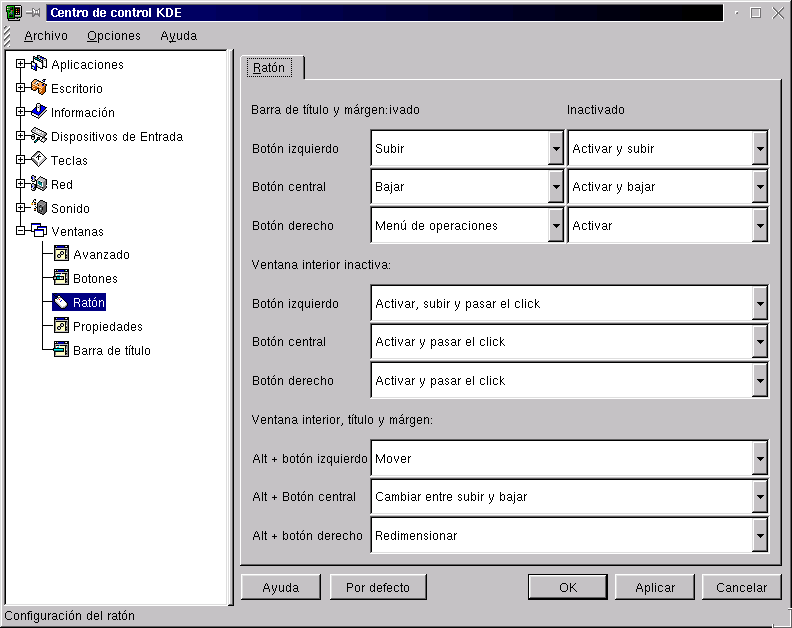 Centro de control KDE
Archivo Opciones Ayuda
Aplicaciones
Escritorio
Información
Dispositivos de Entrada
Teclas
Red
Sonido
Ventanas
Avanzado
Botones
Ratón
Propiedades
Barra de título
Ratón
Barra de título y márgen:ivado Inactivado
Botón izquierdo Subir Activar y subir
Botón central Bajar Activar y bajar
Botón derecho Menú de operaciones Activar
Ventana interior inactiva:
Botón izquierdo Activar, subir y pasar el click
Botón central Activar y pasar el click
Botón derecho Activar y pasar el click
Ventana interior, título y márgen:
Alt + botón izquierdo Mover
Alt + Botón central Cambiar entre subir y bajar
Alt + botón derecho Redimensionar
Ayuda Por defecto OK Aplicar Cancelar
Configuración del ratón